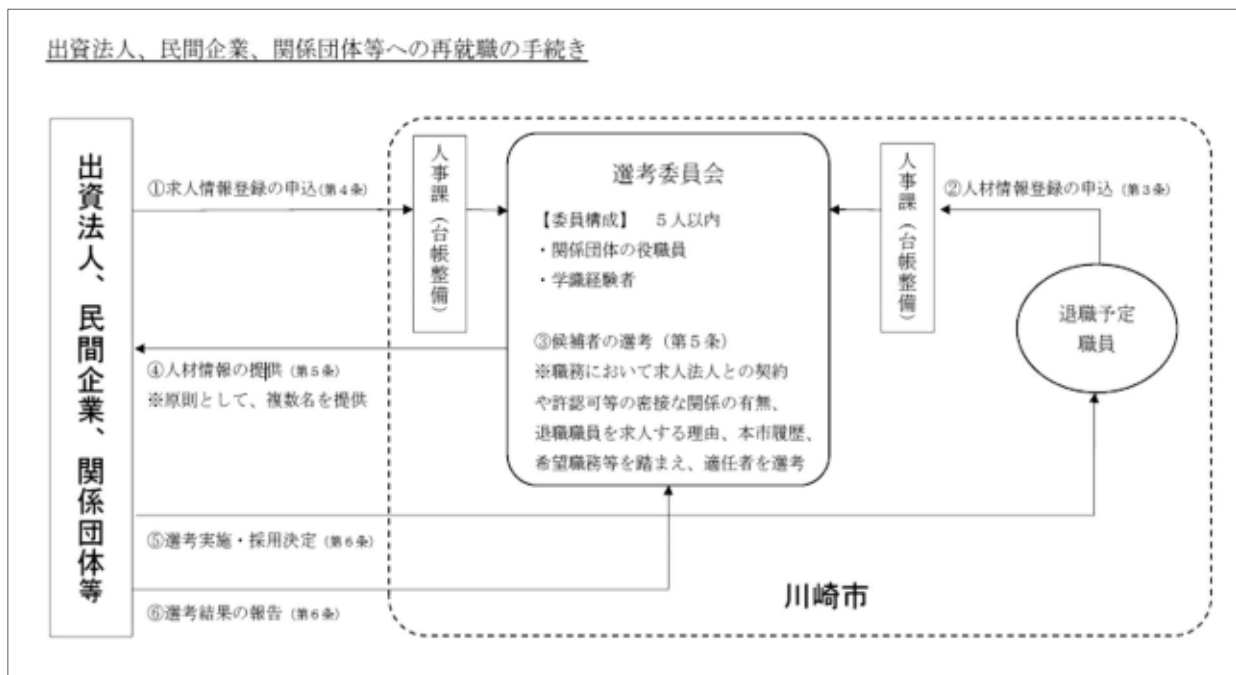 出資法人、民間企業、関係団体等への再就職の手続き
出資法人、民間企業、関係団体等
①求人情報登録の申込(第4条)
人事課(台帳整備)
選考委員会
【委員構成】 5人以内
・関係団体の役職員
・学識経験者
③候補者の選考(第5条)
※職務において求人法人との契約
や許認可等の密接な関係の有無、
退職職員を求人する理由、本市履歴、
希望職務等を踏まえ、適任者を選考
人事課(台帳整備)
②人材情報登録の申込(第3条)
退職予定
職員
④人材情報の提供(第5条)
※原則として、複数名を提供
⑤選考実施・採用決定(第6条)
⑥選考結果の報告(第6条)
川崎市